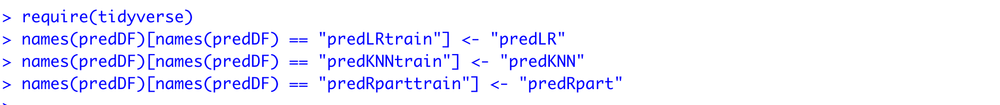 > require(tidyverse)
> names(predDF)[names(predDF) == "predLRtrain"] <- "predLR"
> names(predDF)[names(predDF) == "predKNNtrain"] <- "predKNN"
> names(predDF)[names(predDF) == "predRparttrain"] <- "predRpart"
>